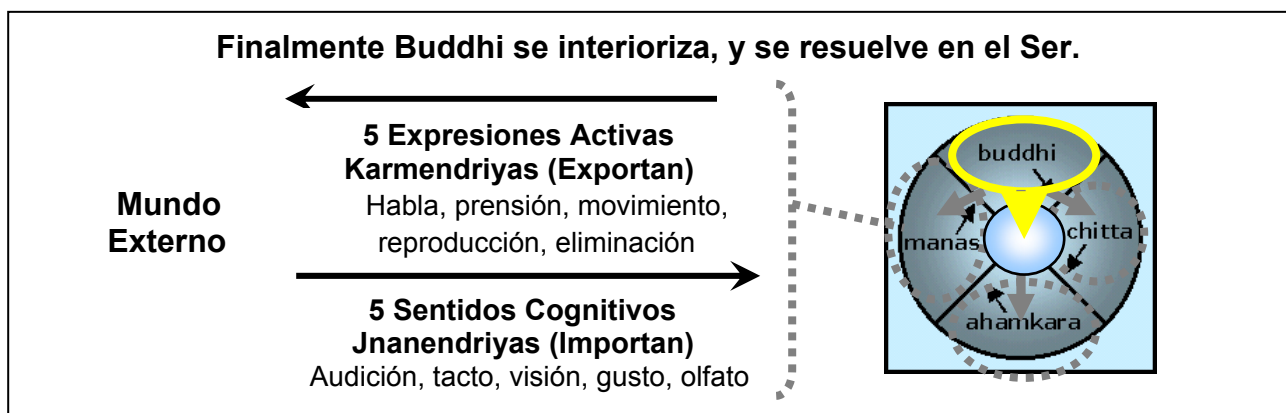 Finalmente Buddhi se interioriza, y se resuelve en el Ser.
5 Expresiones Activas
Karmendriyas (Exportan)
Habla, prensión, movimiento,
reproducción, eliminación
Mundo
Externo
5 Sentidos Cognitivos
Jnanendriyas (Importan)
Audición, tacto, visión, gusto, olfato
buddhi
manas
chitta
ahamkara